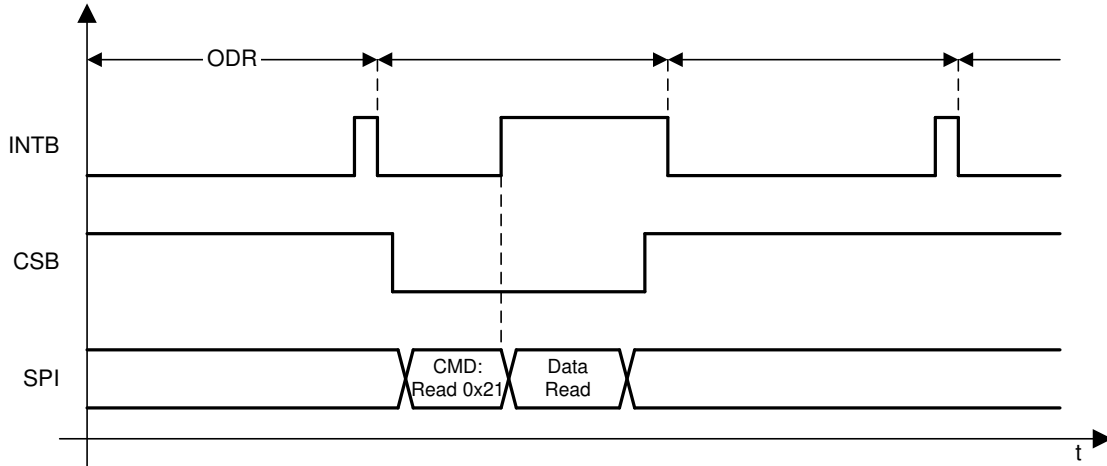 ODR
INTB
CSB
SPI
CMD:
Read 0x21
Data
Read
t